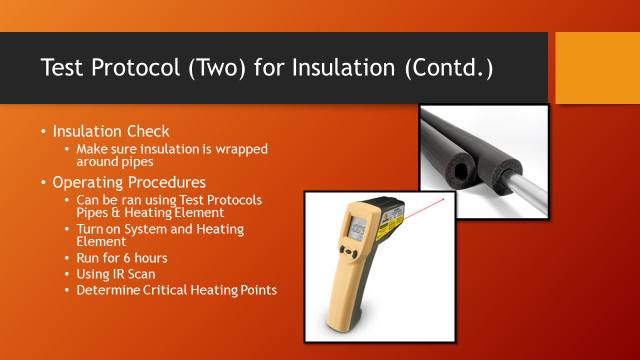 Test Protocol (Two) for Insulation (Contd.)
• Insulation Check
• Make sure insulation is wrapped
around pipes
• Operating Procedures
• Can be ran using Test Protocols
Pipes & Heating Element
• Turn on System and Heating
Element
• Run for 6 hours
• Using IR Scan
• Determine Critical Heating Points